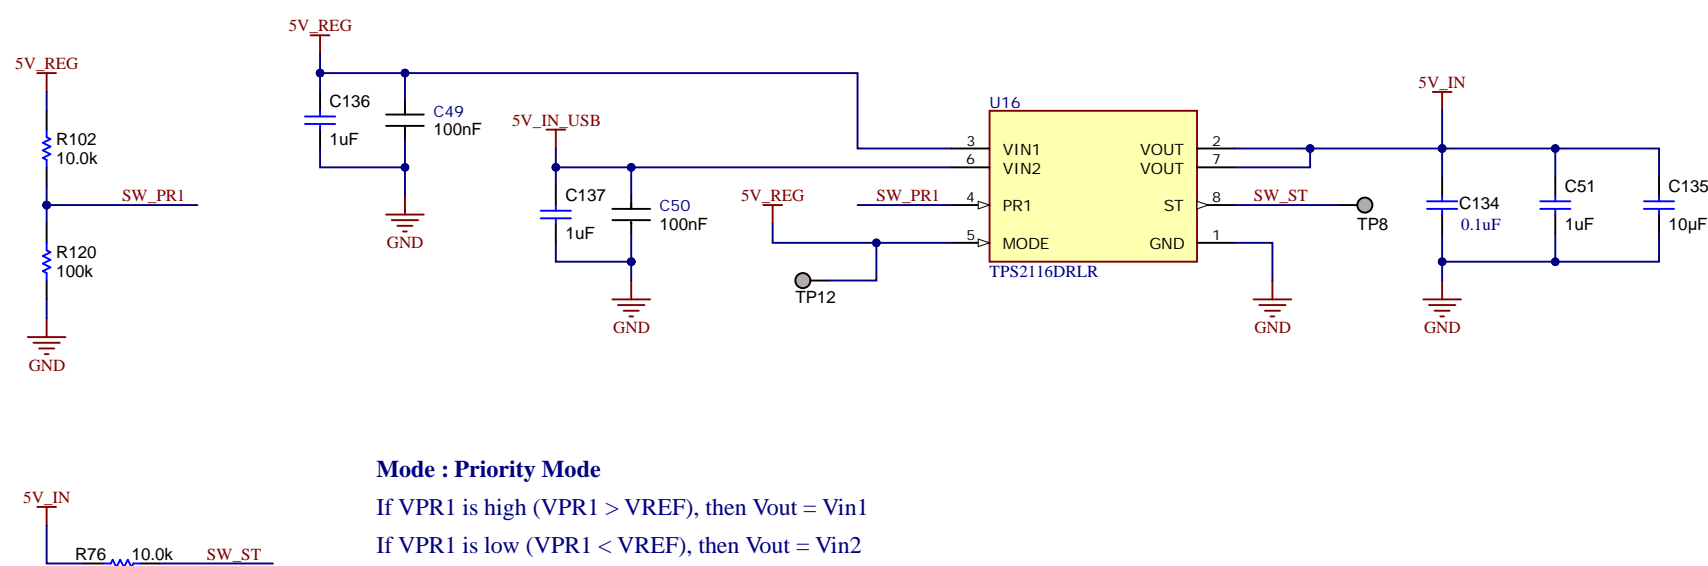 5V_REG
R102
10.0k
SW_PR1
R120
100k
GND
5V_REG
C136
1uF
C49
100nF
GND
5V_IN_USB
C137
1uF
C50
100nF
GND
5V_REG
TP12
SW_PR1
U16
3 VIN1 VOUT 2
6 VIN2 VOUT 7
4 PR1 ST 8
5 MODE GND 1
TPS2116DRLR
SW_ST
TP8
GND
5V_IN
C134
0.1uF
C51
1uF
C135
10µF
GND
5V_IN
R76 10.0k SW_ST
Mode : Priority Mode
If VPR1 is high (VPR1 > VREF), then Vout = Vin1
If VPR1 is low (VPR1 < VREF), then Vout = Vin2